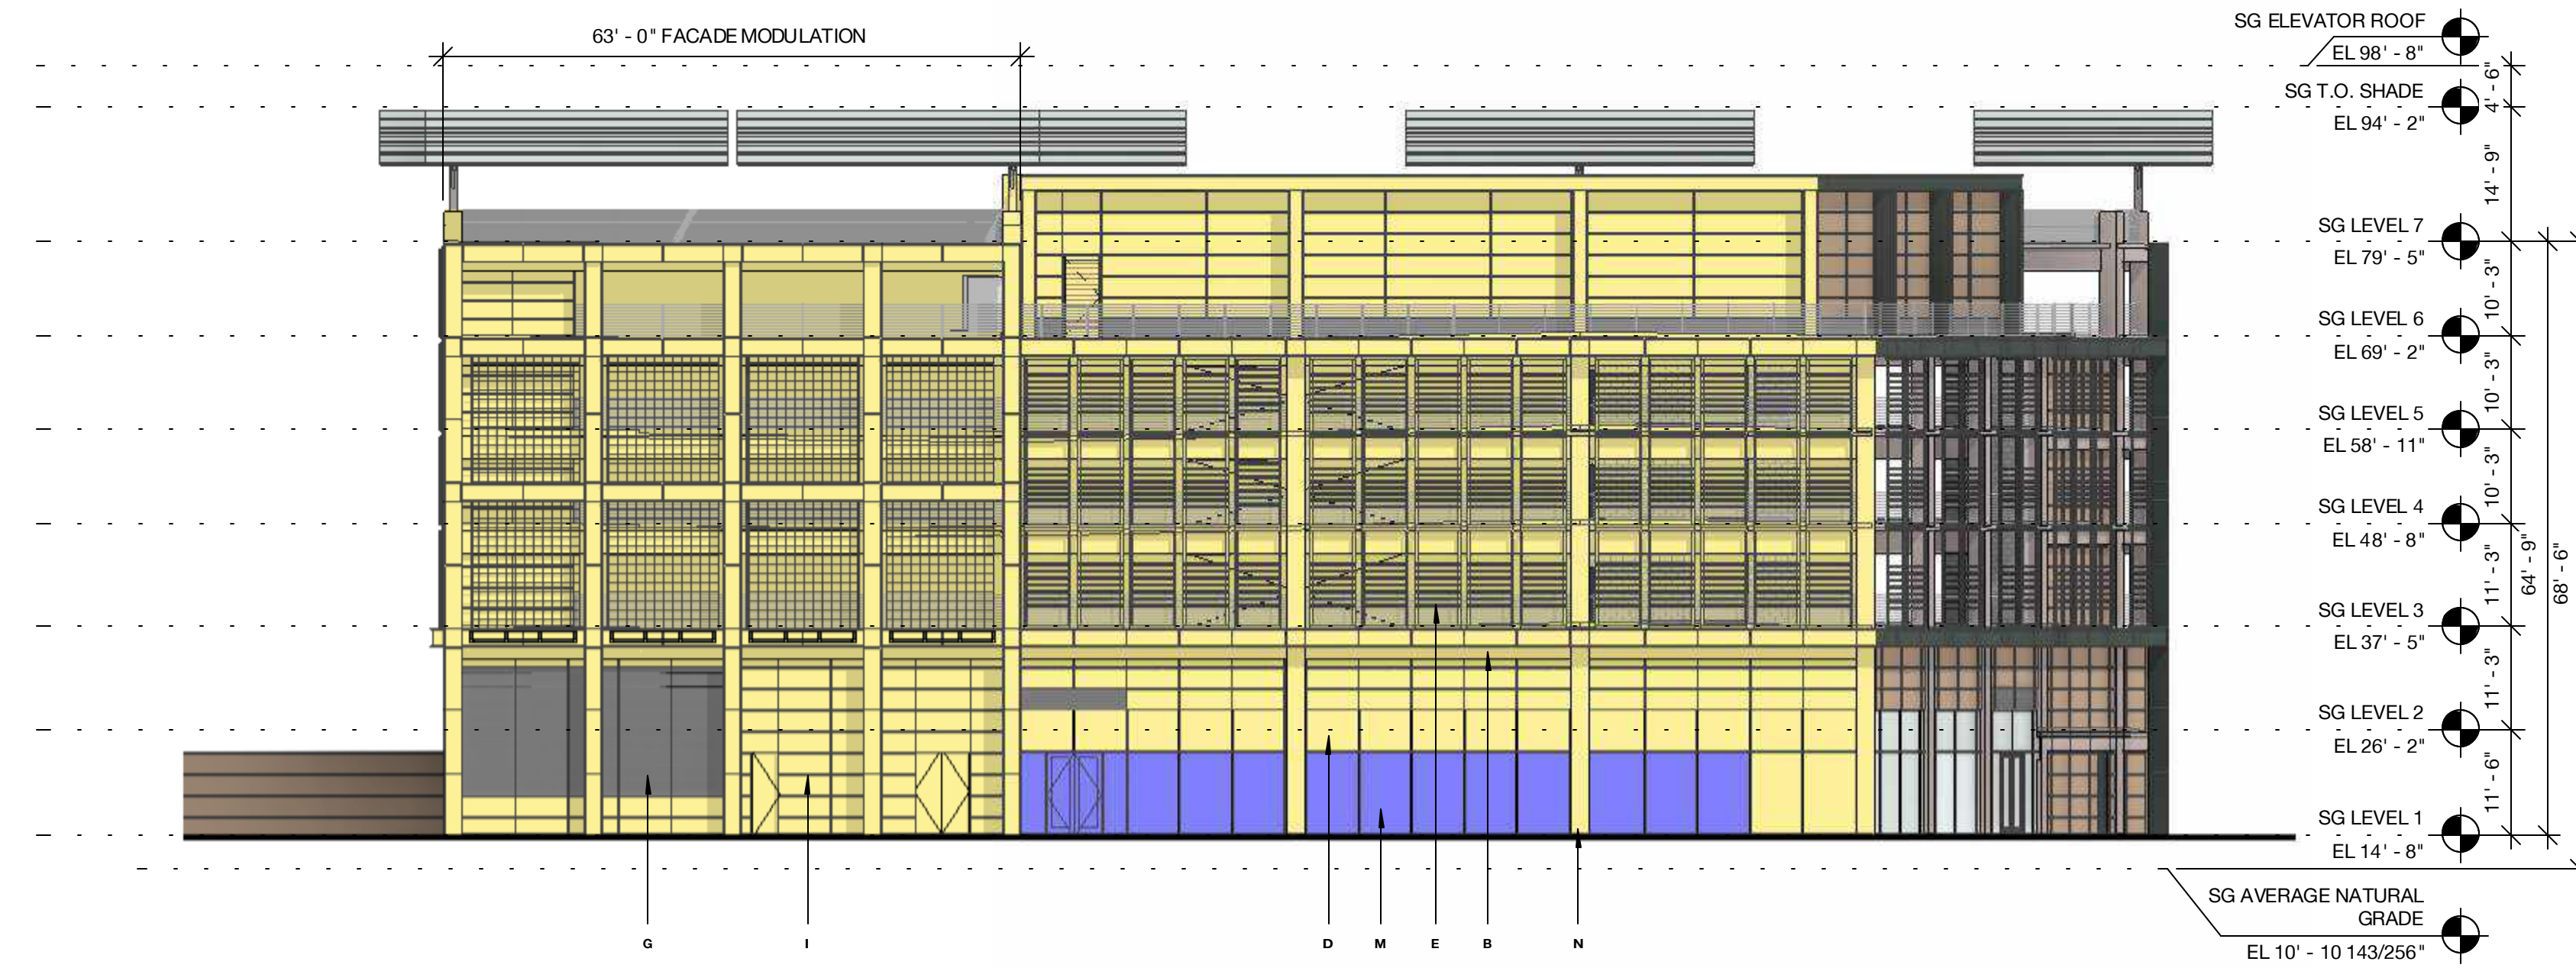 63' - 0" FACADE MODULATION
SG ELEVATOR ROOF
EL 98' - 8"
4' - 6"
SG T.O. SHADE
EL 94' - 2"
14' - 9"
SG LEVEL 7
EL 79' - 5"
10' - 3"
SG LEVEL 6
EL 69' - 2"
10' - 3"
SG LEVEL 5
EL 58' - 11"
10' - 3"
SG LEVEL 4
EL 48' - 8"
11' - 3"
64' - 9"
68' - 6"
SG LEVEL 3
EL 37' - 5"
11' - 3"
SG LEVEL 2
EL 26' - 2"
11' - 6"
SG LEVEL 1
EL 14' - 8"
SG AVERAGE NATURAL
GRADE
EL 10' - 10 143/256"
G I D M E B N